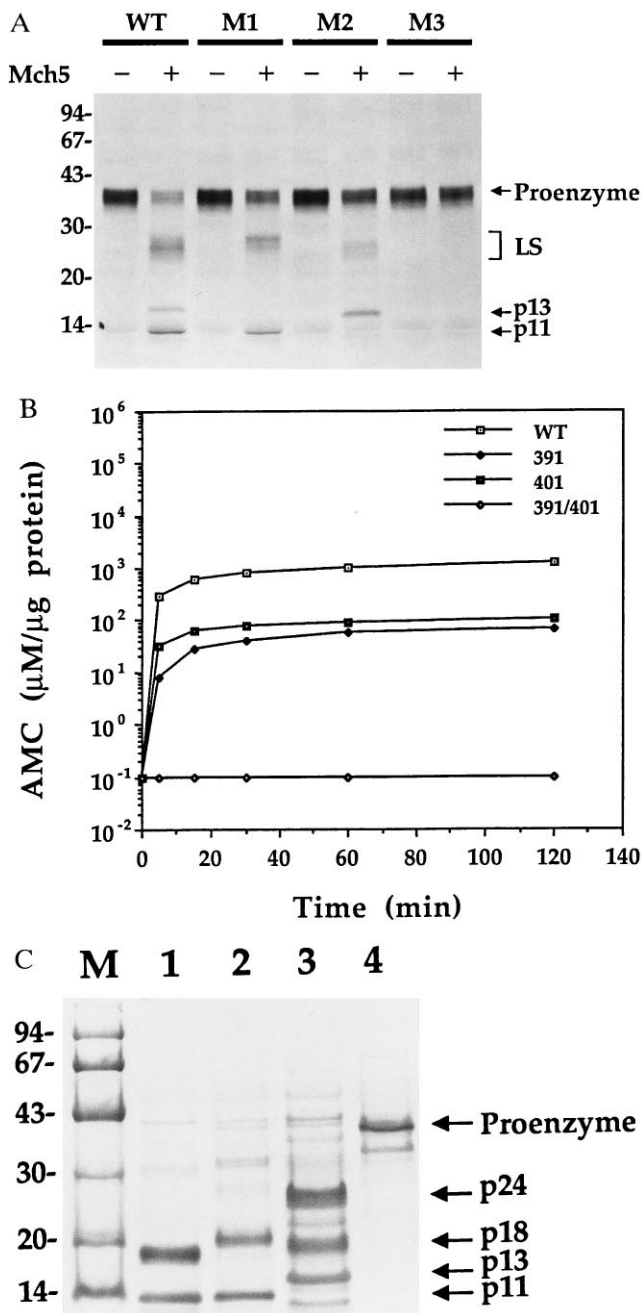 A
WT M1 M2 M3
Mch5 − + − + − + − +
94-
67-
43-
Proenzyme
30-
LS
20-
p13
14-
p11
B
10^6
WT
10^5
391
401
10^4
391/401
10^3
10^2
10^1
10^0
10^-1
10^-2
AMC (μM/μg protein)
0 20 40 60 80 100 120 140
Time (min)
C
M 1 2 3 4
94-
67-
43-
Proenzyme
30-
p24
20-
p18
p13
14-
p11